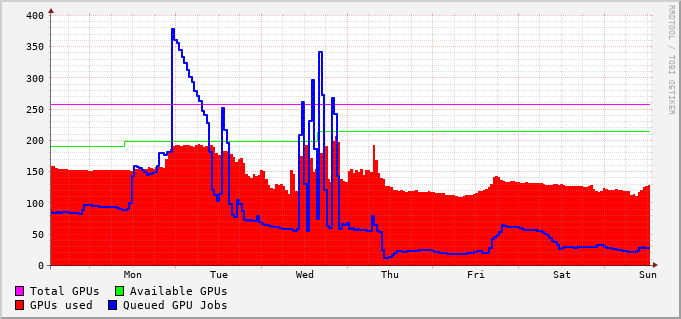 400
350
300
250
200
150
100
50
0
Mon Tue Wed Thu Fri Sat Sun
Total GPUs Available GPUs
GPUs used Queued GPU Jobs
RRDTOOL / TOBI OETIKER